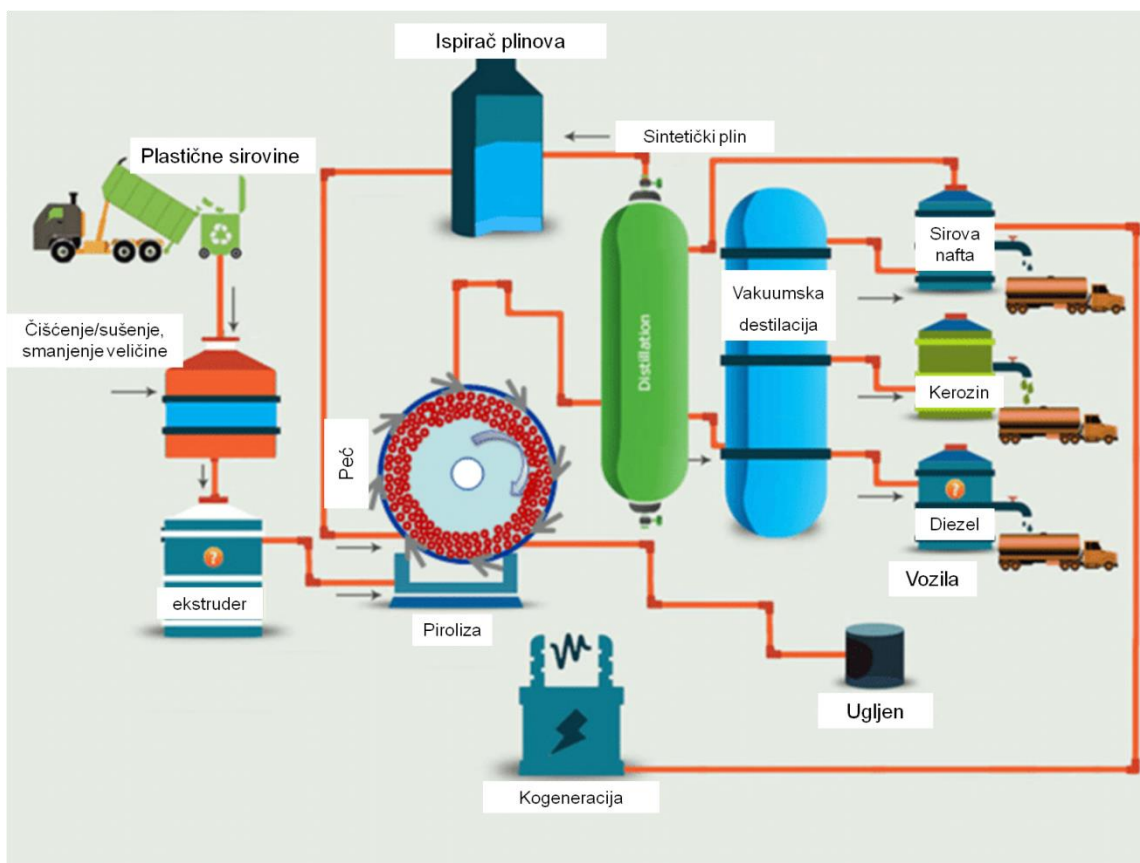 Ispirač plinova
Sintetički plin
Plastične sirovine
Sirova
nafta
Vakuumska
destilacija
Distillation
Čišćenje/sušenje,
smanjenje veličine
Kerozin
Peć
?
?
Diezel
Vozila
ekstruder
Piroliza
Ugljen
Kogeneracija